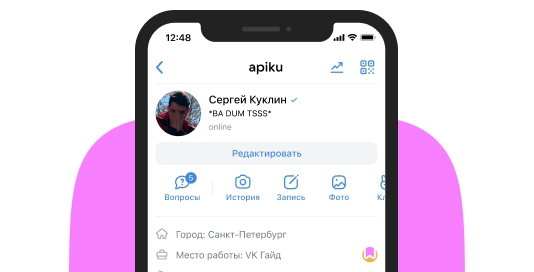 12:48
apiku
Сергей Куклин
*BA DUM TSSS*
online
Редактировать
5
Вопросы
История
Запись
Фото
Город: Санкт-Петербург
Место работы: VK Гайд